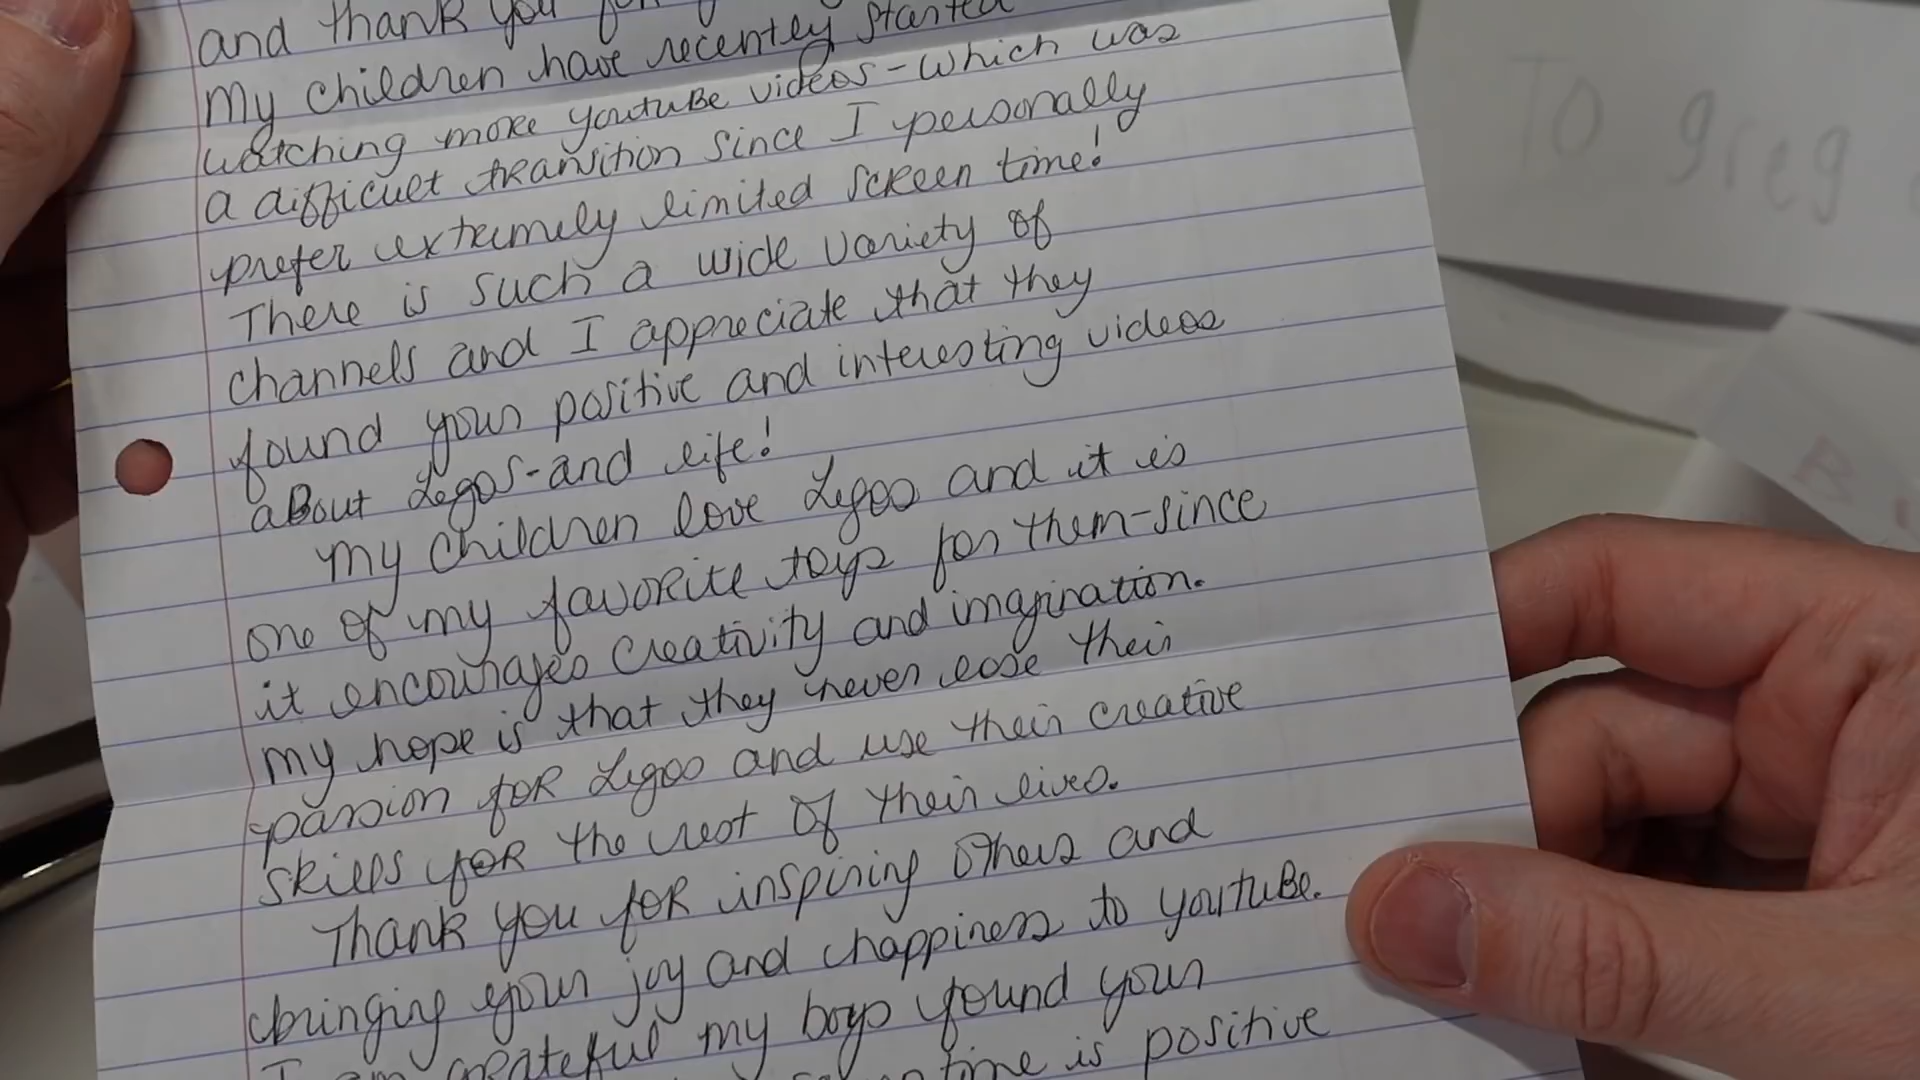 and thank you for
My children have recently started
watching more YoutuBe videos-which was
a difficult transition since I personally
prefer extremely limited screen time!
There is such a wide variety of
channels and I appreciate that they
found your positive and interesting videos
aBout Legos-and life!
My children love Legos and it is
one of my favorite toys for them-since
it encourages creativity and imagination.
My hope is that they never lose their
passion for Legos and use their creative
skills for the rest of their lives.
Thank you for inspiring others and
bringing your joy and happiness to youtuBe.
I am grateful my boys found your
time is positive
To greg
B